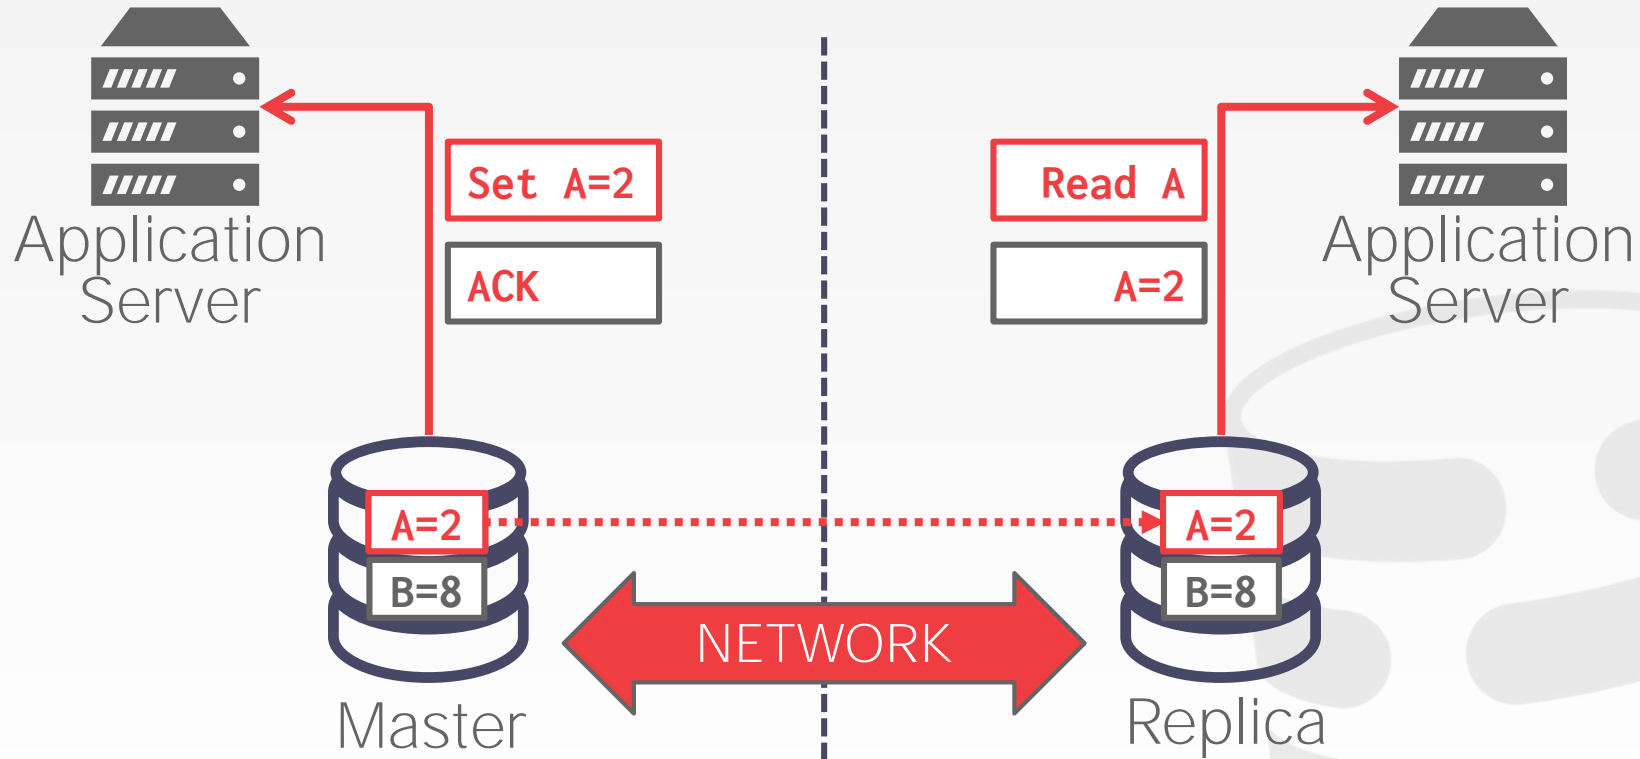 Set A=2
ACK
Application
Server
Read A
A=2
Application
Server
A=2
B=8
A=2
B=8
NETWORK
Master
Replica